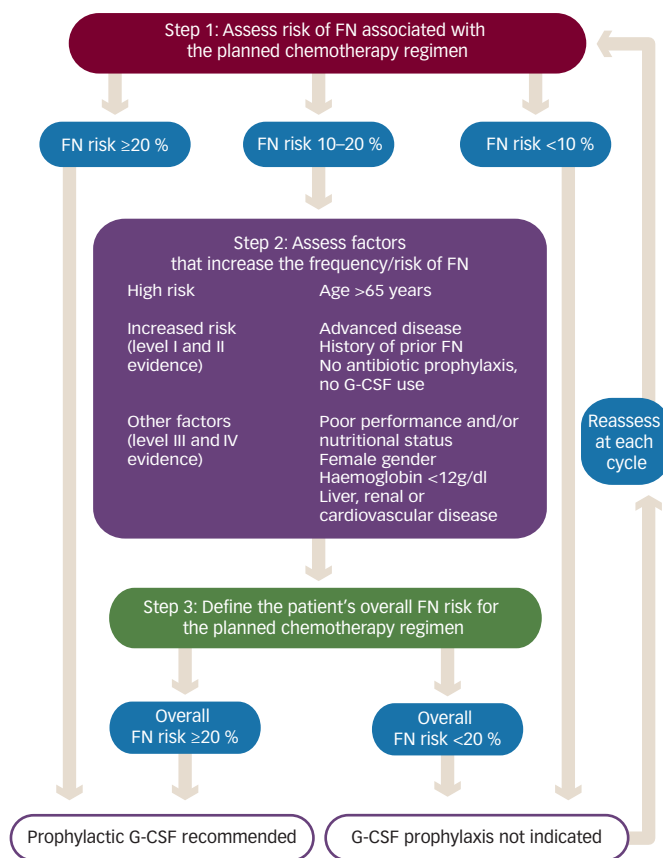 Step 1: Assess risk of FN associated with
the planned chemotherapy regimen
FN risk ≥20 %
FN risk 10–20 %
FN risk <10 %
Step 2: Assess factors
that increase the frequency/risk of FN
High risk
Age >65 years
Increased risk
(level I and II
evidence)
Advanced disease
History of prior FN
No antibiotic prophylaxis,
no G-CSF use
Other factors
(level III and IV
evidence)
Poor performance and/or
nutritional status
Female gender
Haemoglobin <12g/dl
Liver, renal or
cardiovascular disease
Reassess
at each
cycle
Step 3: Define the patient’s overall FN risk for
the planned chemotherapy regimen
Overall
FN risk ≥20 %
Overall
FN risk <20 %
Prophylactic G-CSF recommended
G-CSF prophylaxis not indicated